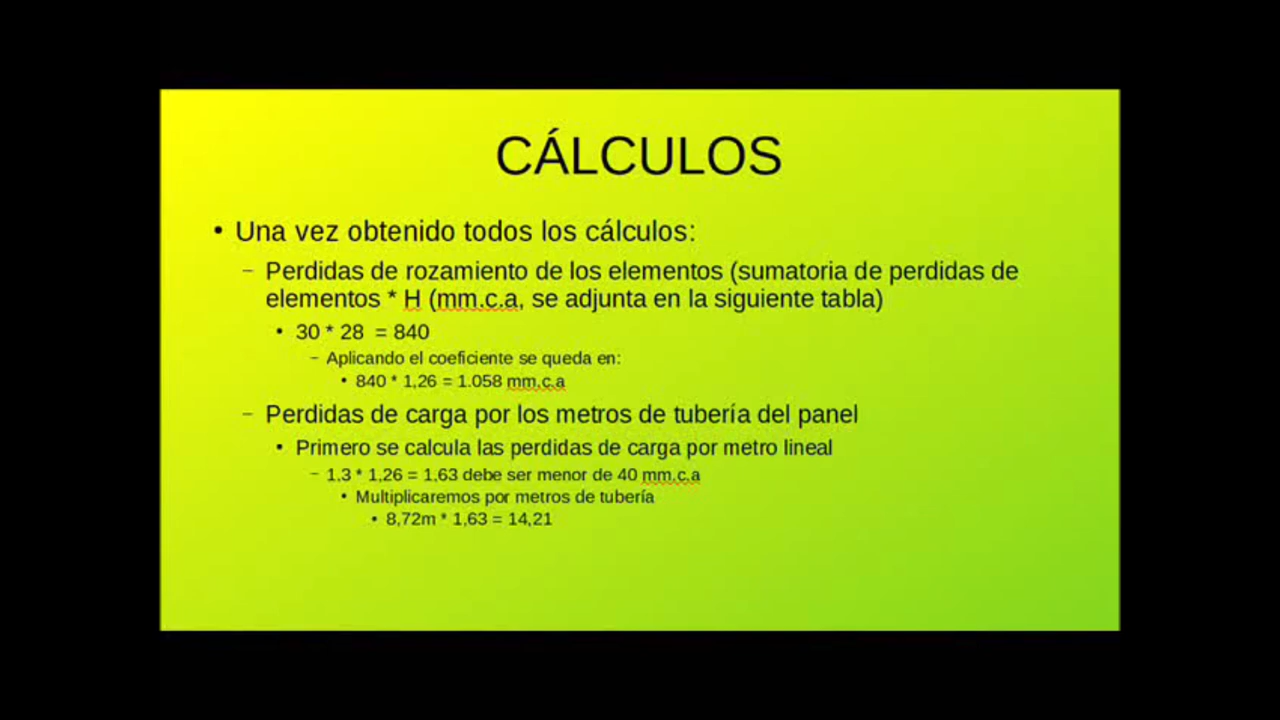 CÁLCULOS
• Una vez obtenido todos los cálculos:
– Perdidas de rozamiento de los elementos (sumatoria de perdidas de
elementos * H (mm.c.a, se adjunta en la siguiente tabla)
• 30 * 28 = 840
– Aplicando el coeficiente se queda en:
• 840 * 1,26 = 1.058 mm.c.a
– Perdidas de carga por los metros de tubería del panel
• Primero se calcula las perdidas de carga por metro lineal
– 1,3 * 1,26 = 1,63 debe ser menor de 40 mm.c.a
• Multiplicaremos por metros de tubería
• 8,72m * 1,63 = 14,21